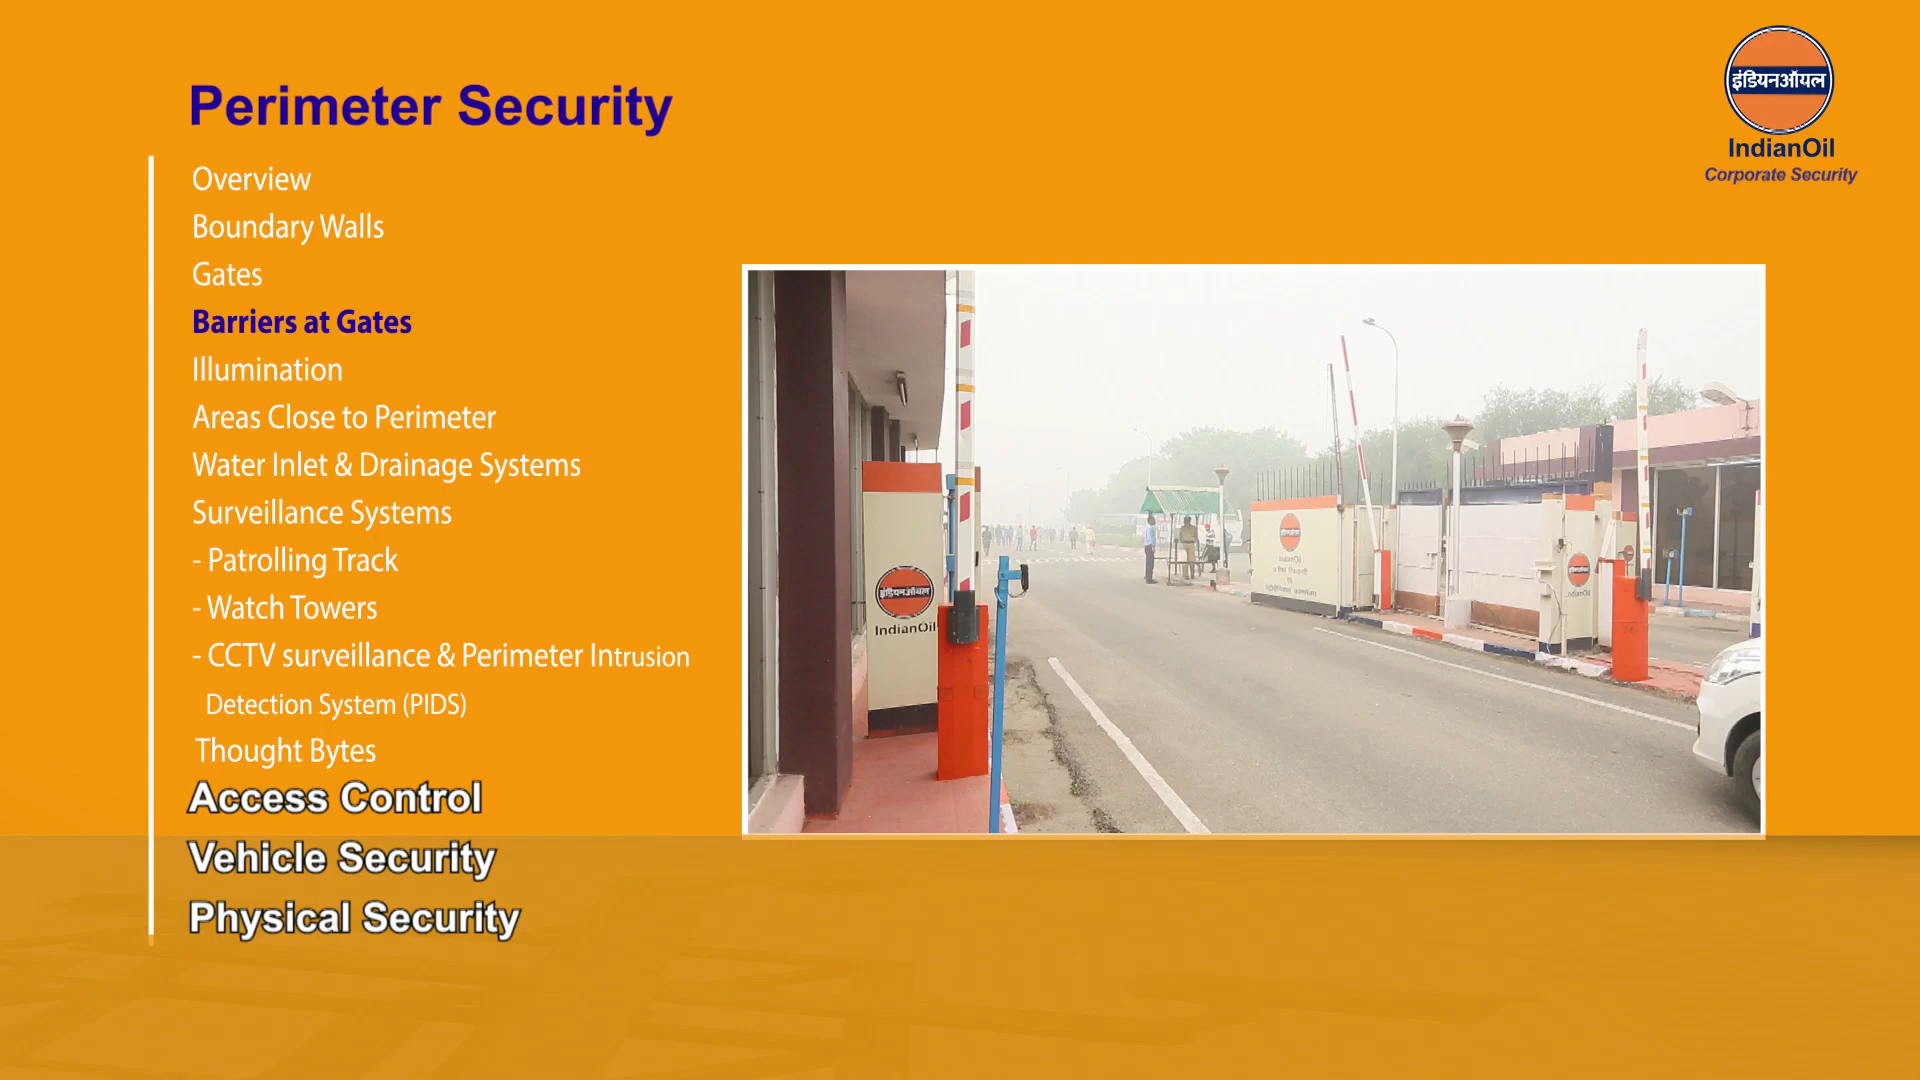 Perimeter Security
Overview
Boundary Walls
Gates
Barriers at Gates
Illumination
Areas Close to Perimeter
Water Inlet & Drainage Systems
Surveillance Systems
- Patrolling Track
- Watch Towers
- CCTV surveillance & Perimeter Intrusion
Detection System (PIDS)
Thought Bytes
Access Control
Vehicle Security
Physical Security
इंडियनऑयल
IndianOil
Corporate Security
इंडियनऑयल
IndianOil
IndianOil
IndianOil